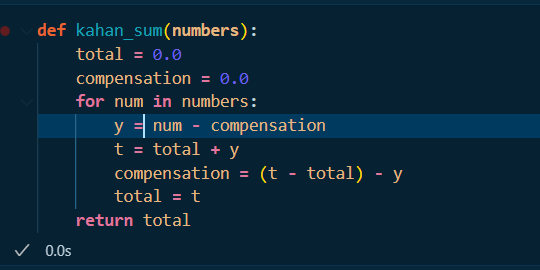 def kahan_sum(numbers):
    total = 0.0
    compensation = 0.0
    for num in numbers:
        y = num - compensation
        t = total + y
        compensation = (t - total) - y
        total = t
    return total
0.0s